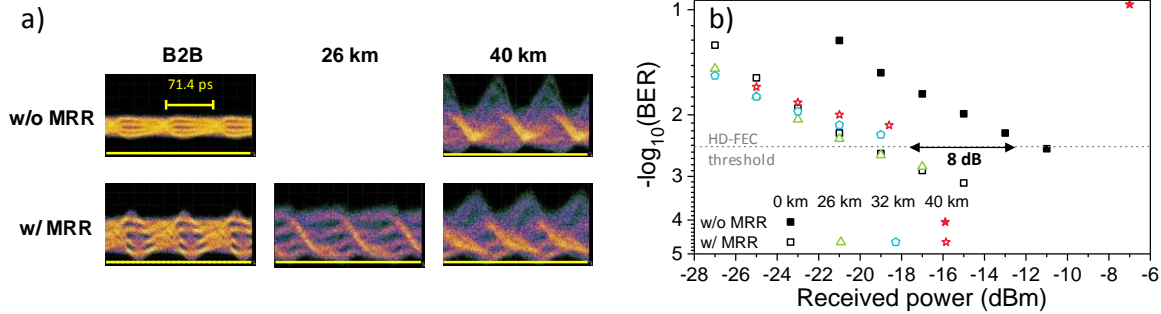 a)
B2B 26 km 40 km
71.4 ps
w/o MRR
w/ MRR
b)
-log10(BER)
1
2
3
4
5
HD-FEC
threshold
8 dB
0 km 26 km 32 km 40 km
w/o MRR
w/ MRR
-28 -26 -24 -22 -20 -18 -16 -14 -12 -10 -8 -6
Received power (dBm)